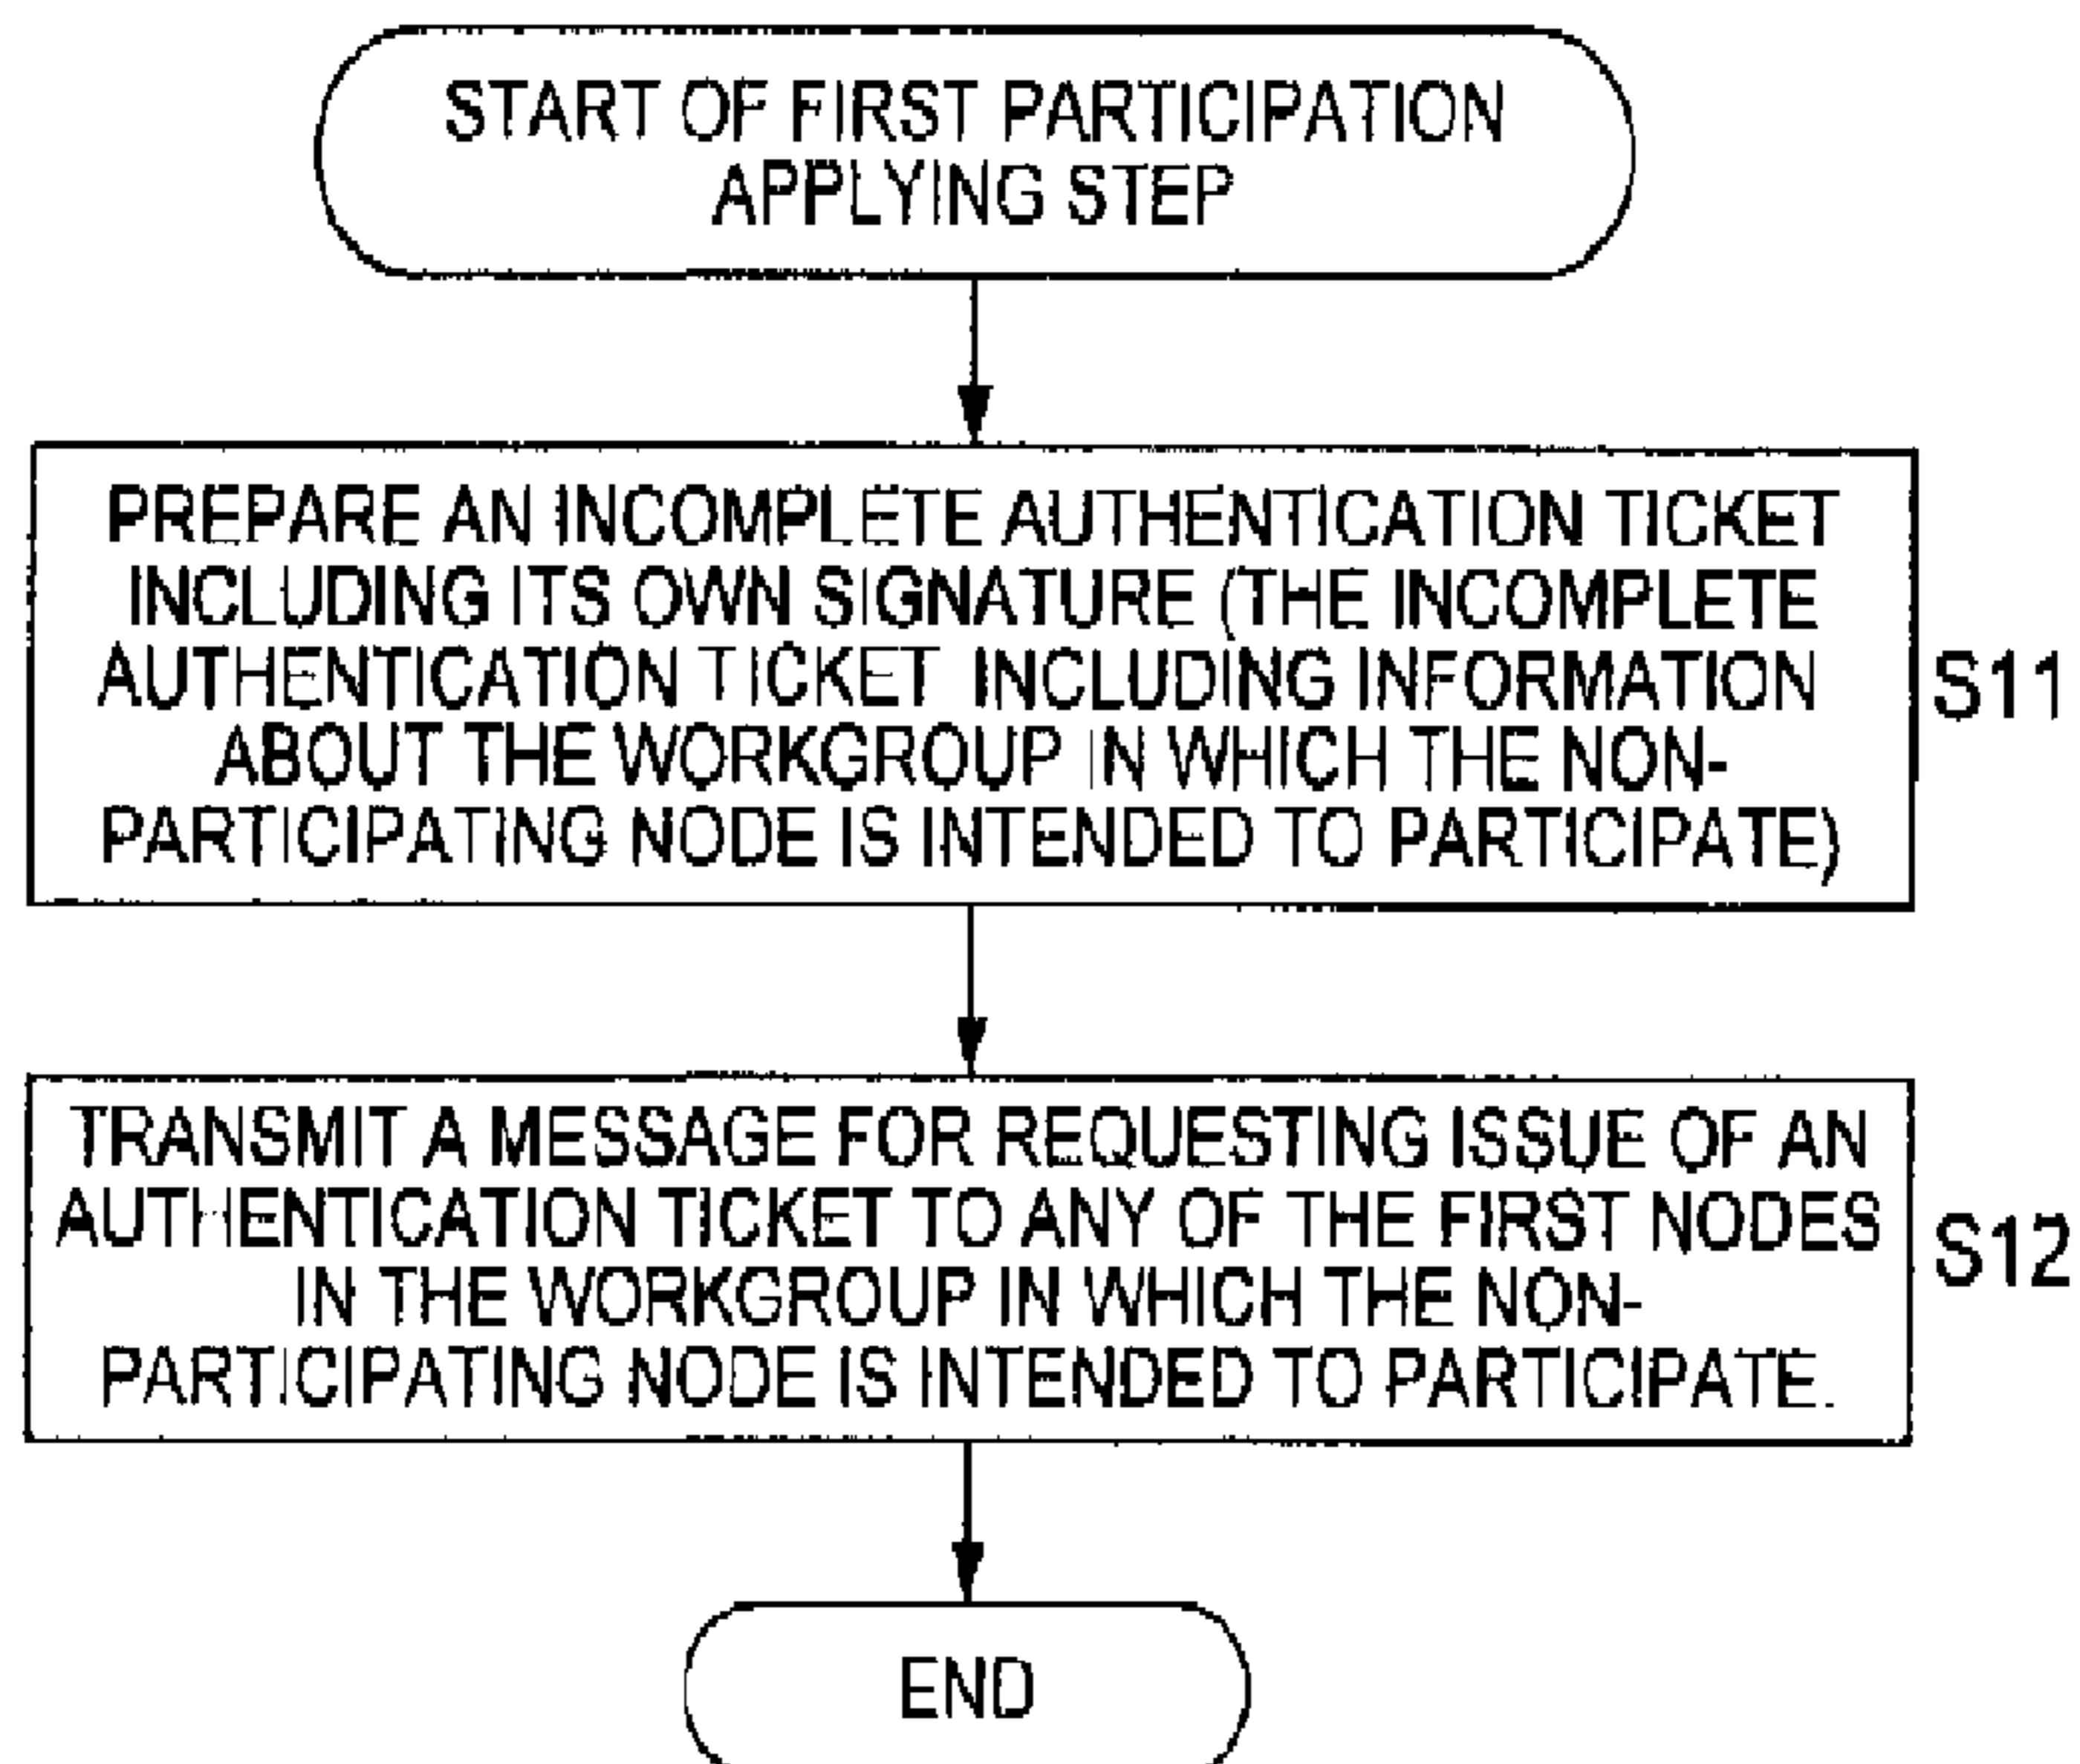 START OF FIRST PARTICIPATION
APPLYING STEP
PREPARE AN INCOMPLETE AUTHENTICATION TICKET
INCLUDING ITS OWN SIGNATURE (THE INCOMPLETE
AUTHENTICATION TICKET INCLUDING INFORMATION
ABOUT THE WORKGROUP IN WHICH THE NON-
PARTICIPATING NODE IS INTENDED TO PARTICIPATE)
S11
TRANSMIT A MESSAGE FOR REQUESTING ISSUE OF AN
AUTHENTICATION TICKET TO ANY OF THE FIRST NODES
IN THE WORKGROUP IN WHICH THE NON-
PARTICIPATING NODE IS INTENDED TO PARTICIPATE.
S12
END